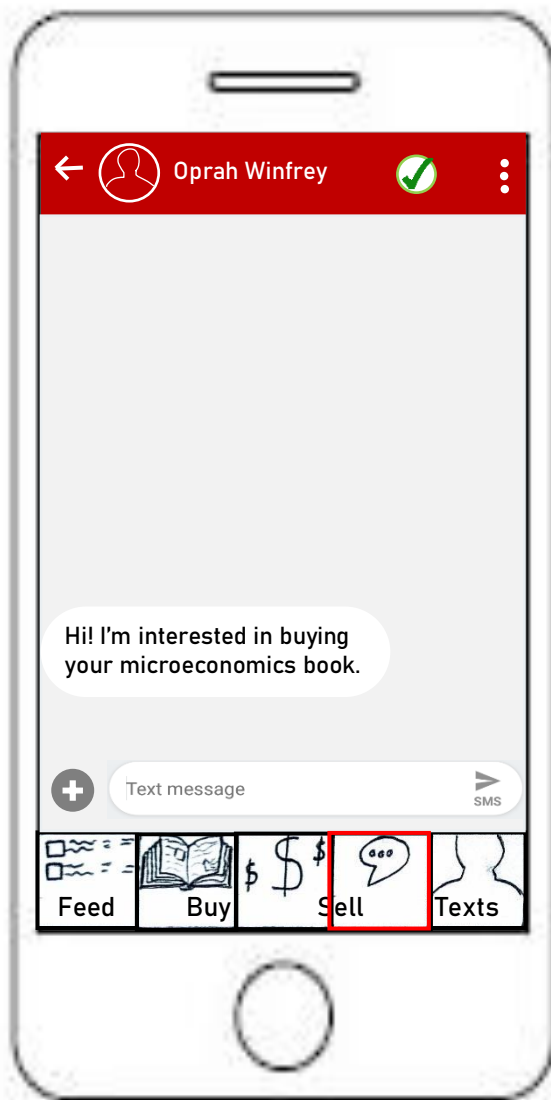 Oprah Winfrey
Hi! I'm interested in buying
your microeconomics book.
Text message
SMS
$ $ $
Feed Buy Sell Texts